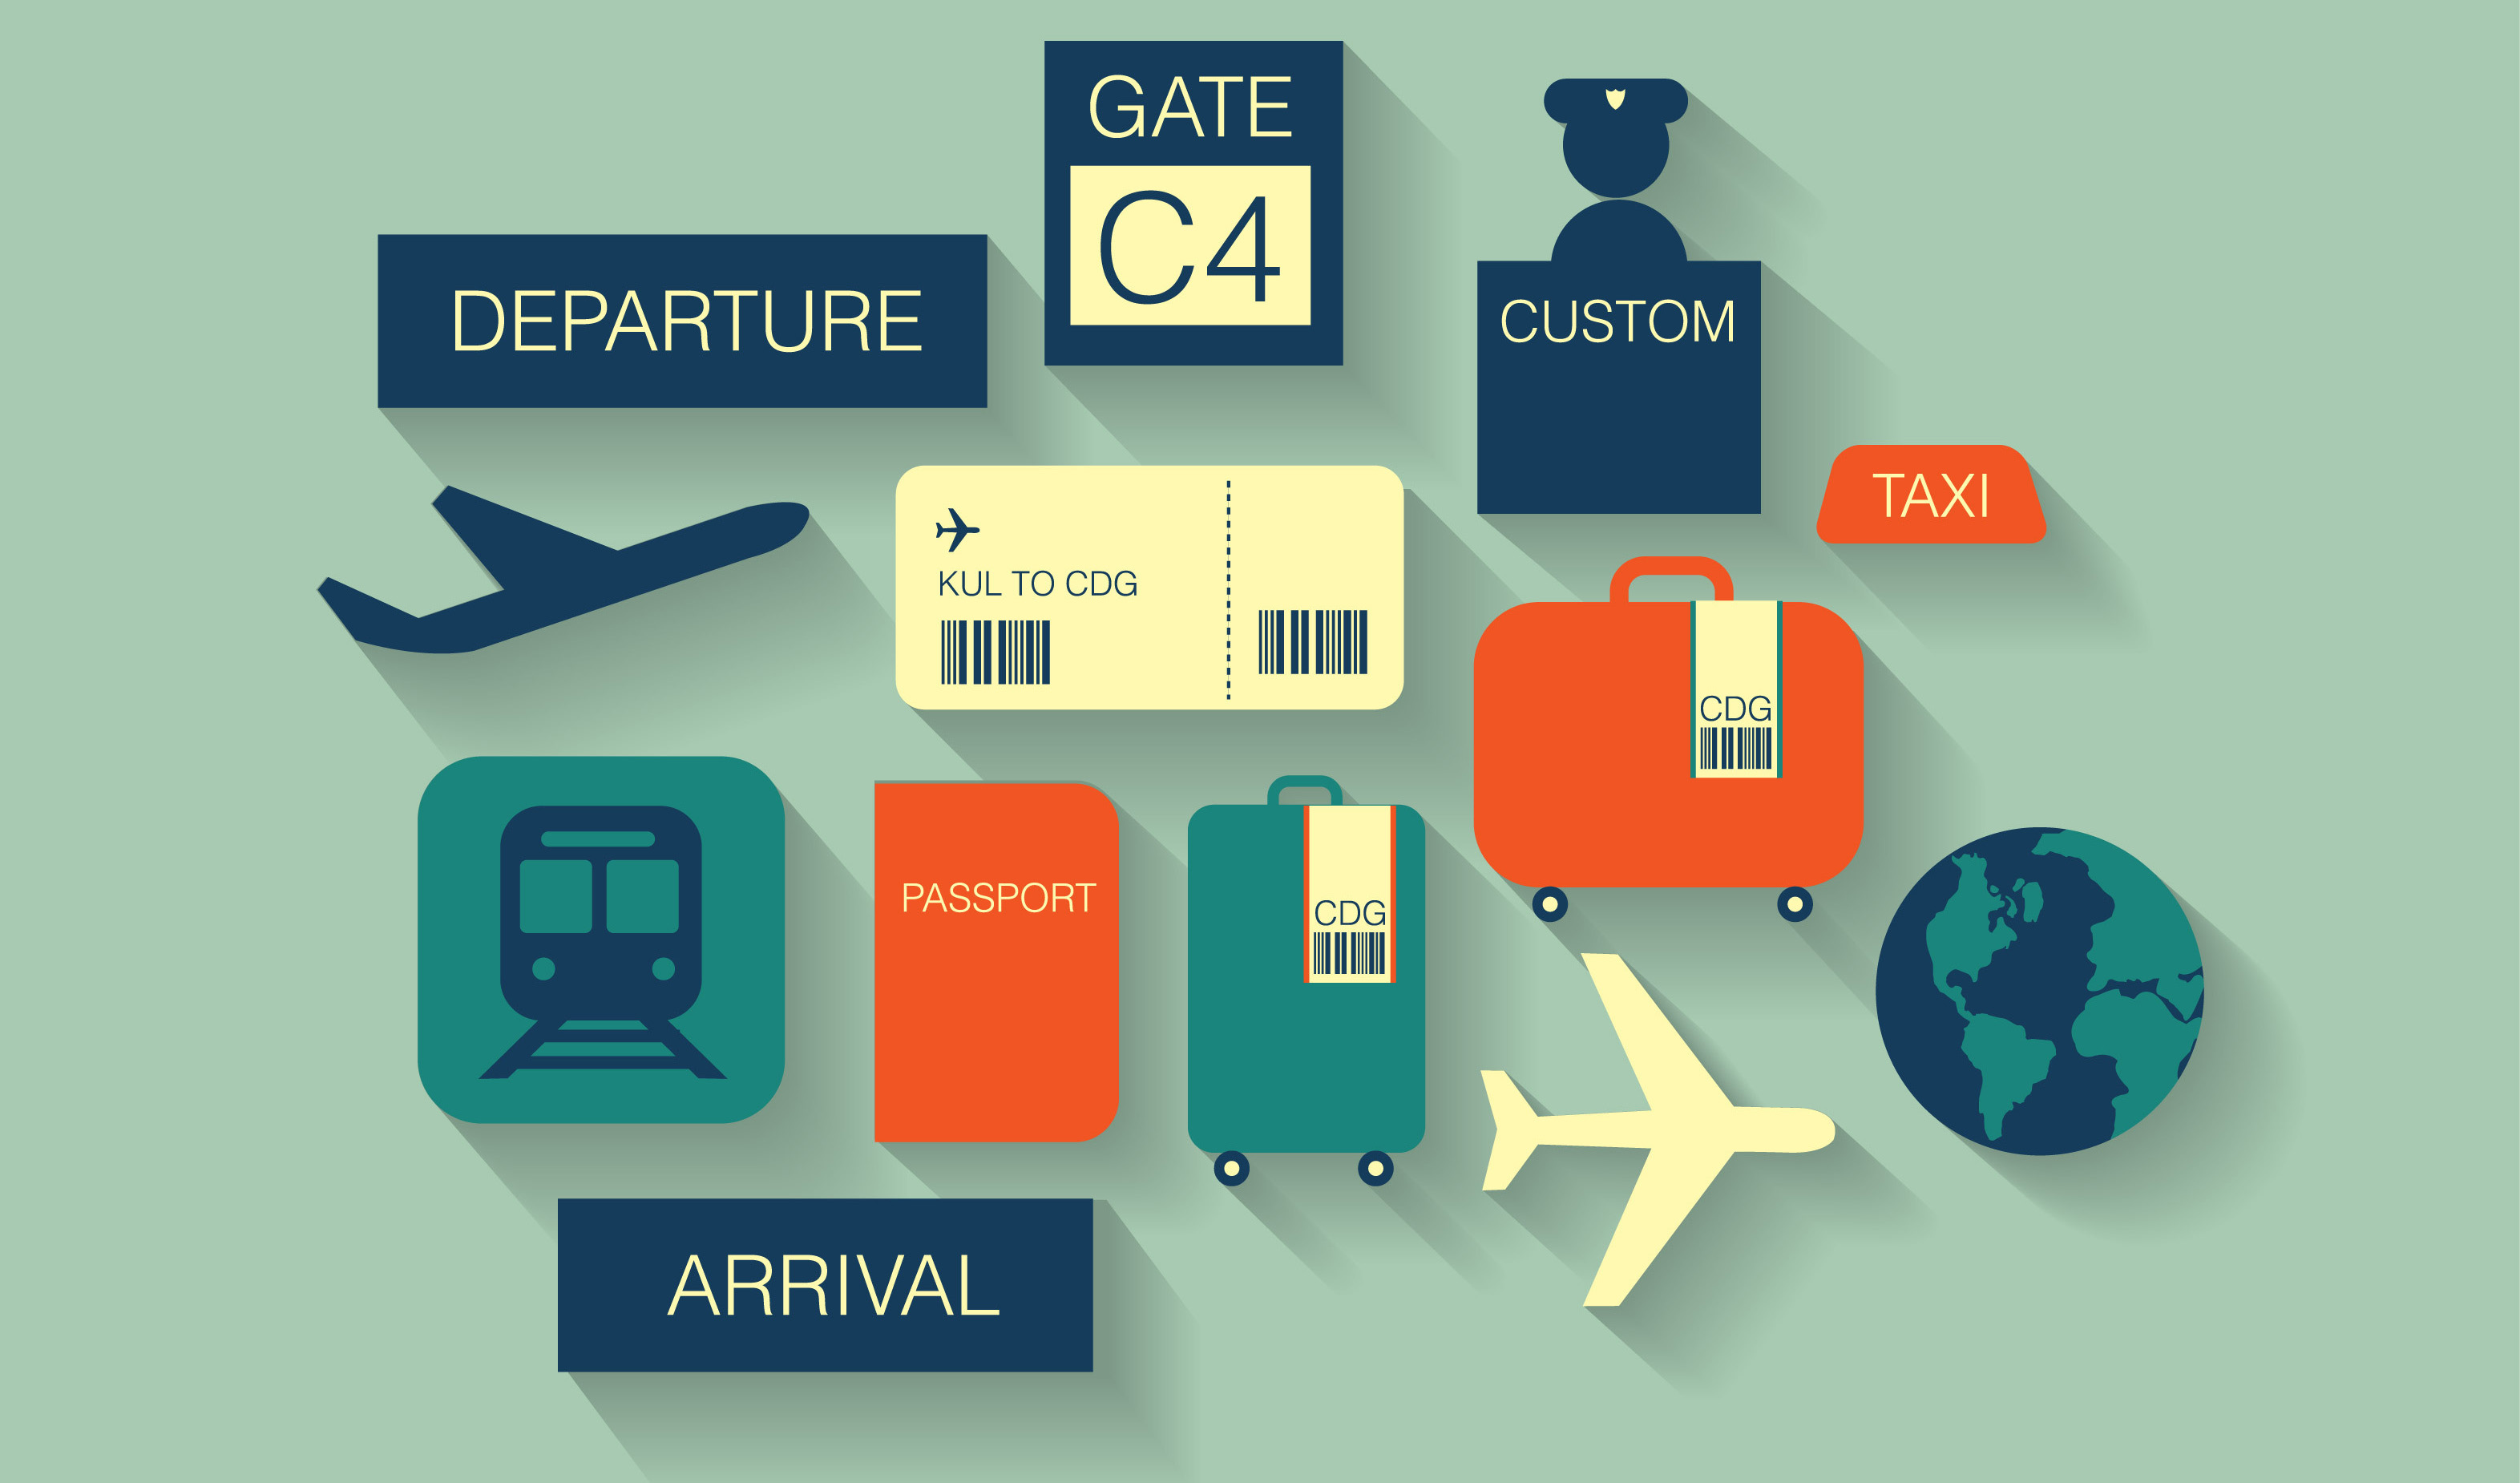 GATE
C4
DEPARTURE
CUSTOM
TAXI
KUL TO CDG
CDG
PASSPORT
CDG
ARRIVAL